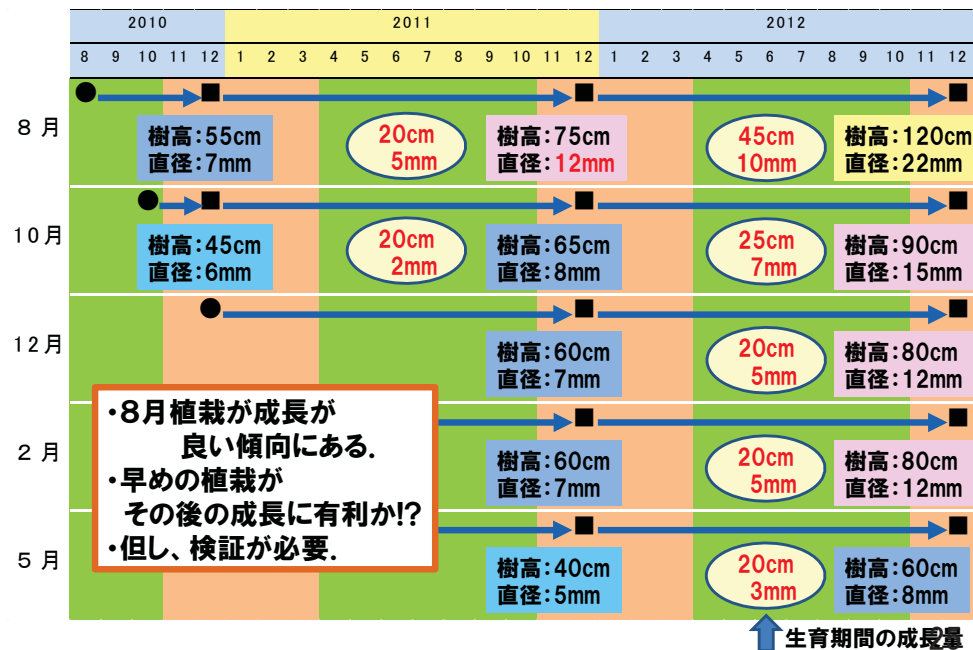 2010 2011 2012
8 9 10 11 12 1 2 3 4 5 6 7 8 9 10 11 12 1 2 3 4 5 6 7 8 9 10 11 12
8月
樹高:55cm
直径:7mm
20cm
5mm
樹高:75cm
直径:12mm
45cm
10mm
樹高:120cm
直径:22mm
10月
樹高:45cm
直径:6mm
20cm
2mm
樹高:65cm
直径:8mm
25cm
7mm
樹高:90cm
直径:15mm
12月
樹高:60cm
直径:7mm
20cm
5mm
樹高:80cm
直径:12mm
・8月植栽が成長が
良い傾向にある.
・早めの植栽が
その後の成長に有利か!?
・但し、検証が必要.
2月
樹高:60cm
直径:7mm
20cm
5mm
樹高:80cm
直径:12mm
5月
樹高:40cm
直径:5mm
20cm
3mm
樹高:60cm
直径:8mm
生育期間の成長量